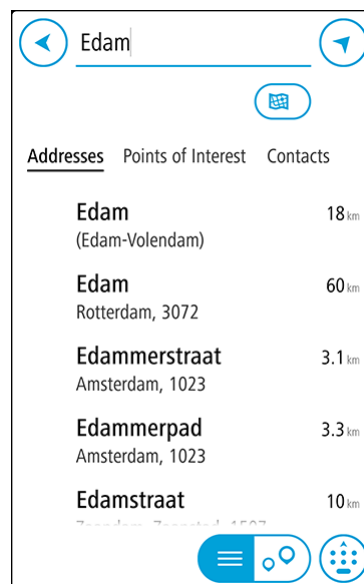 Edam
Addresses Points of Interest Contacts
Edam 18 km
(Edam-Volendam)
Edam 60 km
Rotterdam, 3072
Edammerstraat 3.1 km
Amsterdam, 1023
Edammerpad 3.3 km
Amsterdam, 1023
Edamstraat 10 km